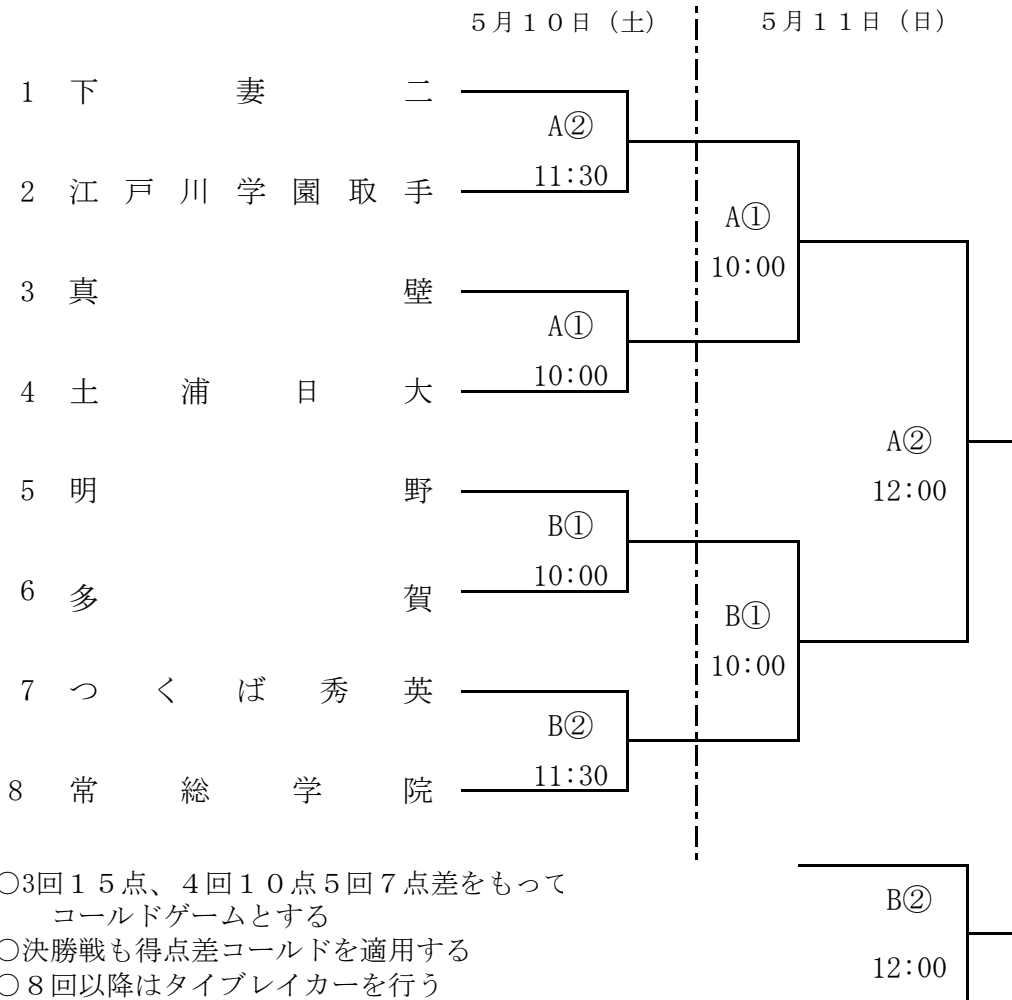 5月10日（土） 5月11日（日）
1 下妻二
A②
11:30
2 江戸川学園取手
A①
10:00
3 真壁
A①
10:00
4 土浦日大
A②
12:00
5 明野
B①
10:00
6 多賀
B①
10:00
7 つくば秀英
B②
11:30
8 常総学院
○3回15点、4回10点5回7点差をもって
コールドゲームとする
○決勝戦も得点差コールドを適用する
○8回以降はタイブレイカーを行う
B②
12:00